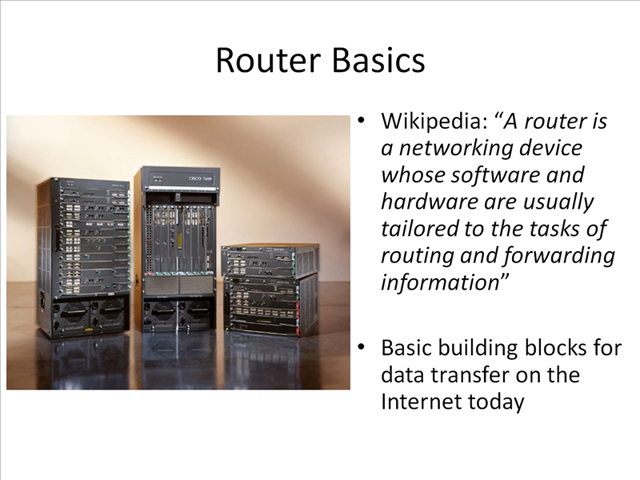 Router Basics
• Wikipedia: “A router is
a networking device
whose software and
hardware are usually
tailored to the tasks of
routing and forwarding
information”
• Basic building blocks for
data transfer on the
Internet today